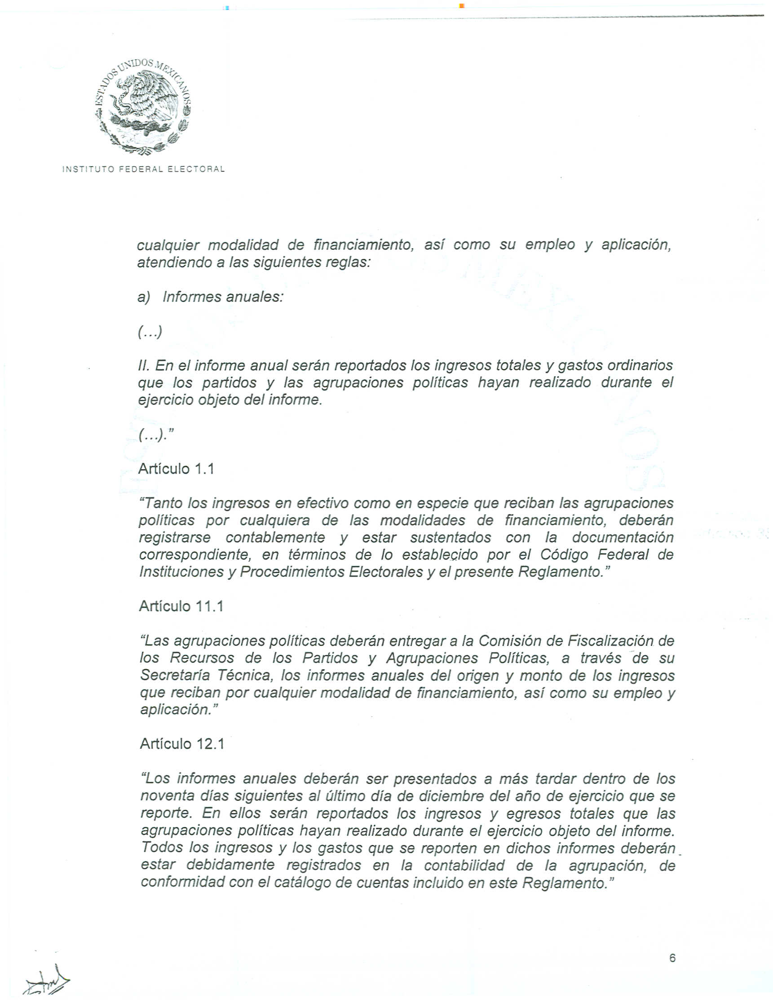 ESTADOS UNIDOS MEXICANOS
INSTITUTO FEDERAL ELECTORAL
cualquier modalidad de financiamiento, así como su empleo y aplicación,
atendiendo a las siguientes reglas:
a) Informes anuales:
(...)
II. En el informe anual serán reportados los ingresos totales y gastos ordinarios
que los partidos y las agrupaciones políticas hayan realizado durante el
ejercicio objeto del informe.
(...).”
Artículo 1.1
“Tanto los ingresos en efectivo como en especie que reciban las agrupaciones
políticas por cualquiera de las modalidades de financiamiento, deberán
registrarse contablemente y estar sustentados con la documentación
correspondiente, en términos de lo establecido por el Código Federal de
Instituciones y Procedimientos Electorales y el presente Reglamento.”
Artículo 11.1
“Las agrupaciones políticas deberán entregar a la Comisión de Fiscalización de
los Recursos de los Partidos y Agrupaciones Políticas, a través de su
Secretaría Técnica, los informes anuales del origen y monto de los ingresos
que reciban por cualquier modalidad de financiamiento, así como su empleo y
aplicación.”
Artículo 12.1
“Los informes anuales deberán ser presentados a más tardar dentro de los
noventa días siguientes al último día de diciembre del año de ejercicio que se
reporte. En ellos serán reportados los ingresos y egresos totales que las
agrupaciones políticas hayan realizado durante el ejercicio objeto del informe.
Todos los ingresos y los gastos que se reporten en dichos informes deberán
estar debidamente registrados en la contabilidad de la agrupación, de
conformidad con el catálogo de cuentas incluido en este Reglamento.”
6